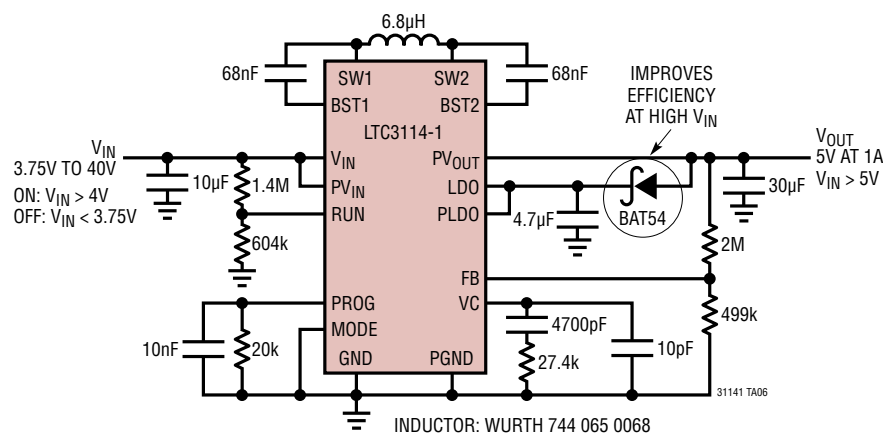 6.8µH
68nF
SW1
SW2
68nF
BST1
BST2
LTC3114-1
IMPROVES
EFFICIENCY
AT HIGH VIN
VIN
3.75V TO 40V
ON: VIN > 4V
OFF: VIN < 3.75V
10µF
1.4M
604k
VIN
PVIN
RUN
PVOUT
LDO
PLDO
4.7µF
BAT54
VOUT
5V AT 1A
VIN > 5V
30µF
2M
FB
499k
PROG
MODE
VC
10nF
20k
4700pF
27.4k
10pF
GND
PGND
31141 TA06
INDUCTOR: WURTH 744 065 0068